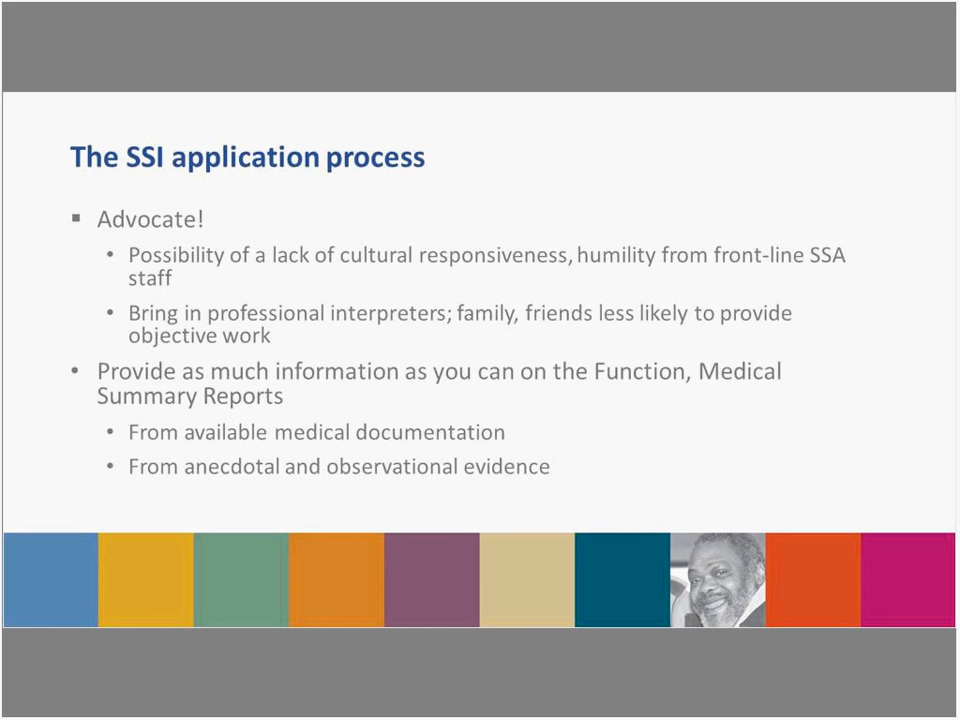 The SSI application process
▪ Advocate!
• Possibility of a lack of cultural responsiveness, humility from front-line SSA
staff
• Bring in professional interpreters; family, friends less likely to provide
objective work
• Provide as much information as you can on the Function, Medical
Summary Reports
• From available medical documentation
• From anecdotal and observational evidence